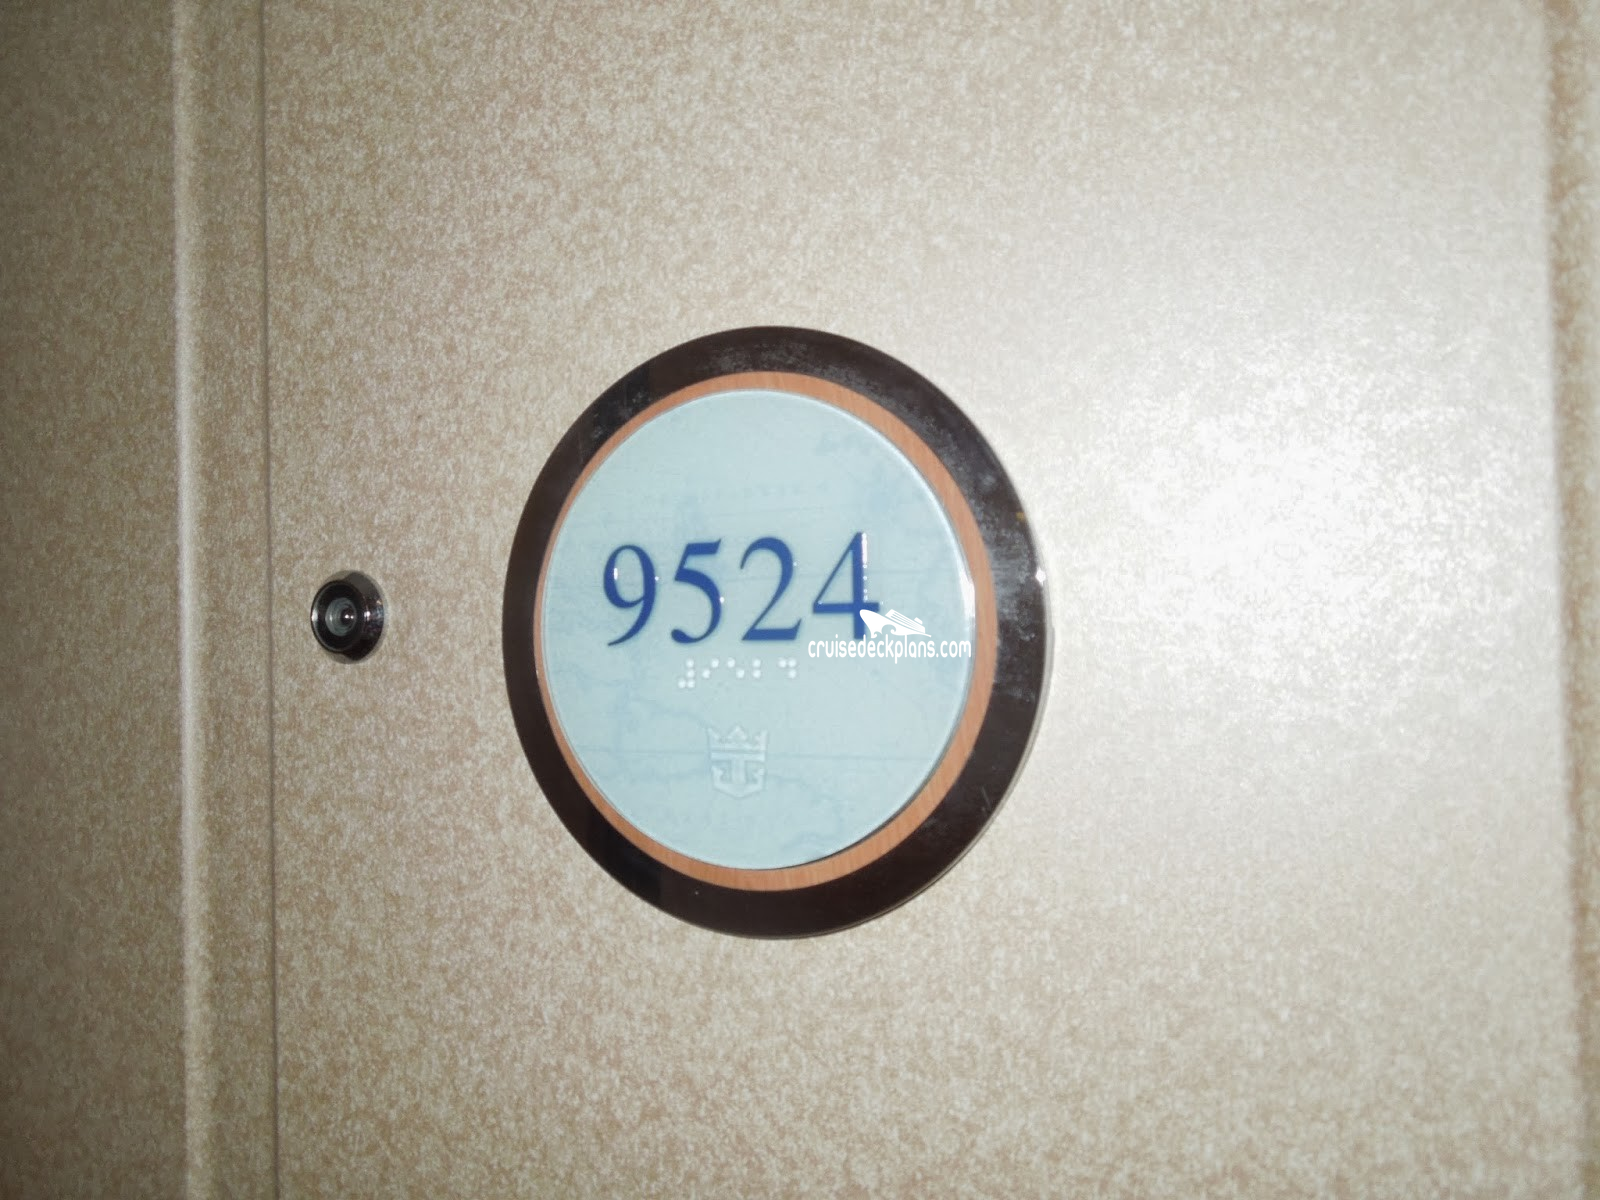 9524
cruisedeckplans.com
⠼⠊⠑⠃⠙